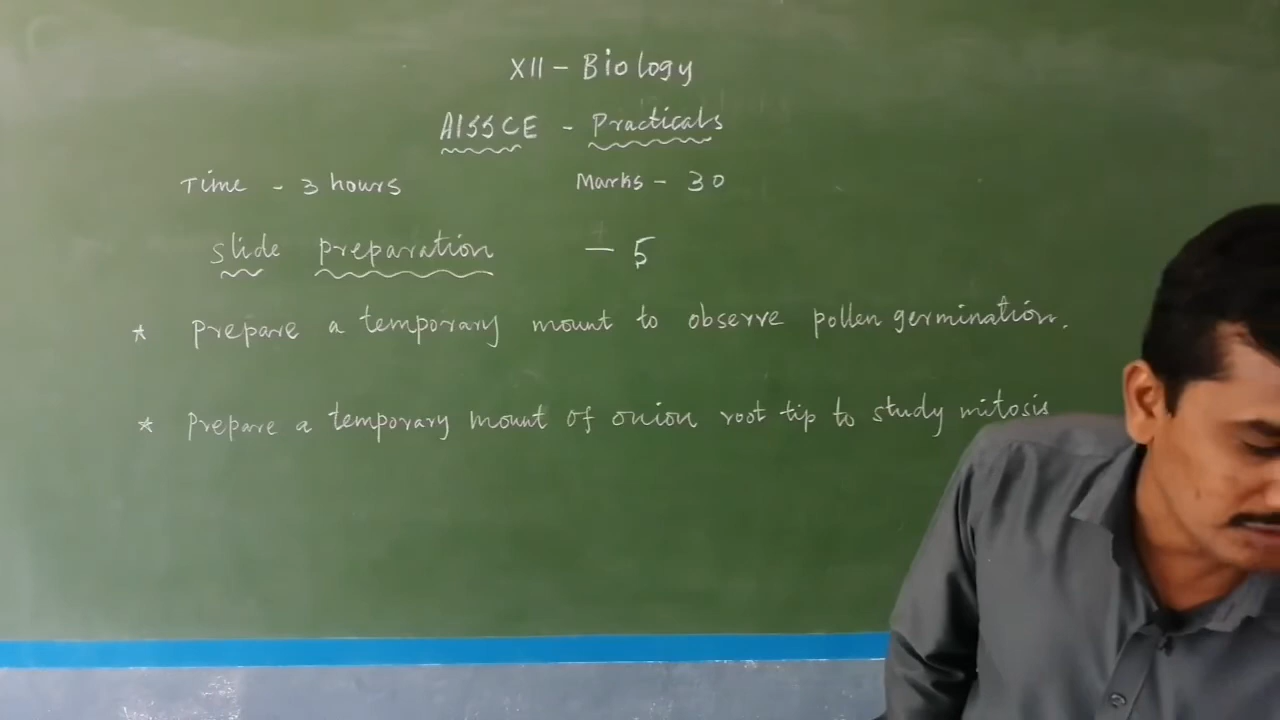 XII - Biology
AISSCE - Practicals
Time - 3 hours Marks - 30
Slide preparation - 5
* Prepare a temporary mount to observe pollen germination.
* Prepare a temporary mount of onion root tip to study mitosis